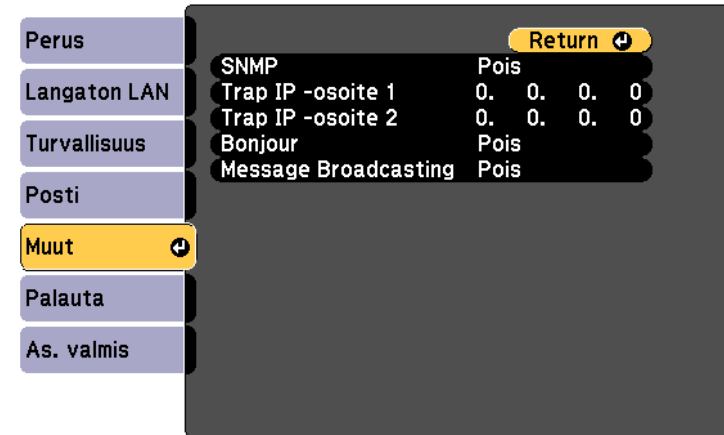 Perus
Langaton LAN
Turvallisuus
Posti
Muut
Palauta
As. valmis
Return
SNMP Pois
Trap IP -osoite 1 0. 0. 0. 0
Trap IP -osoite 2 0. 0. 0. 0
Bonjour Pois
Message Broadcasting Pois